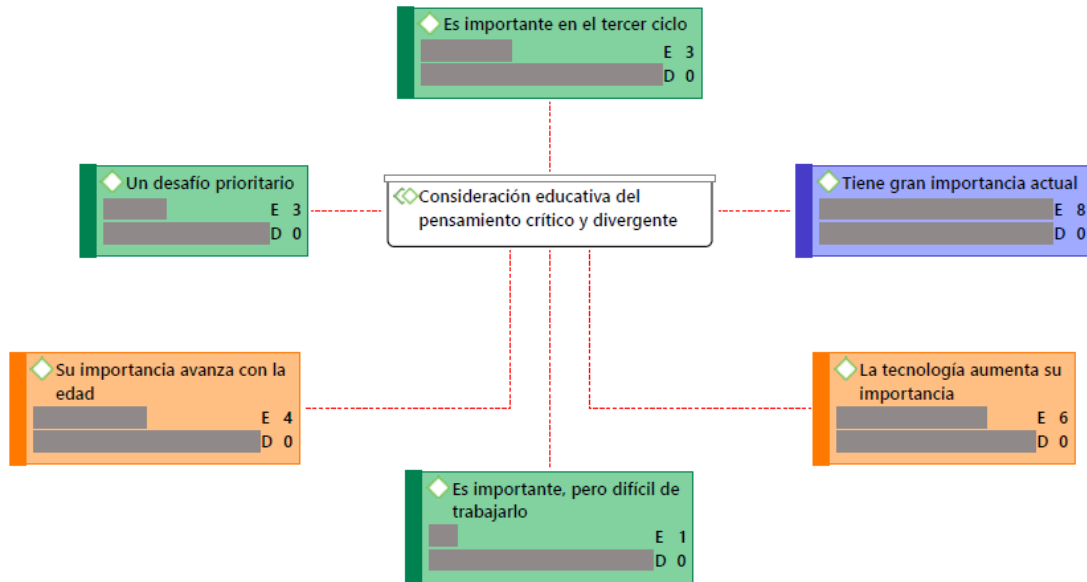 Es importante en el tercer ciclo
E 3
D 0
Un desafío prioritario
E 3
D 0
Consideración educativa del
pensamiento crítico y divergente
Tiene gran importancia actual
E 8
D 0
Su importancia avanza con la
edad
E 4
D 0
La tecnología aumenta su
importancia
E 6
D 0
Es importante, pero difícil de
trabajarlo
E 1
D 0